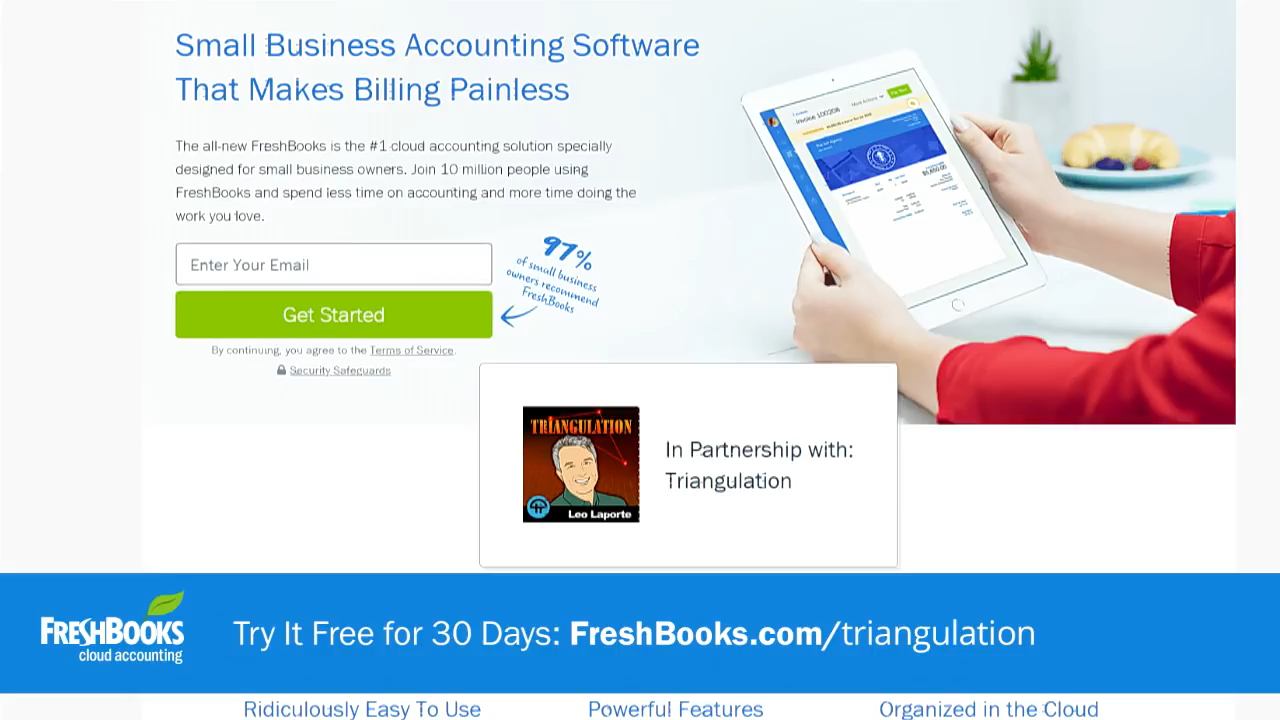 Small Business Accounting Software
That Makes Billing Painless
The all-new FreshBooks is the #1 cloud accounting solution specially
designed for small business owners. Join 10 million people using
FreshBooks and spend less time on accounting and more time doing the
work you love.
Enter Your Email
Get Started
97%
of small business
owners recommend
FreshBooks
By continuing, you agree to the Terms of Service.
Security Safeguards
Invoice 100206
More Actions
TRIANGULATION
Leo Laporte
In Partnership with:
Triangulation
FRESHBOOKS
cloud accounting
Try It Free for 30 Days: FreshBooks.com/triangulation
Ridiculously Easy To Use
Powerful Features
Organized in the Cloud